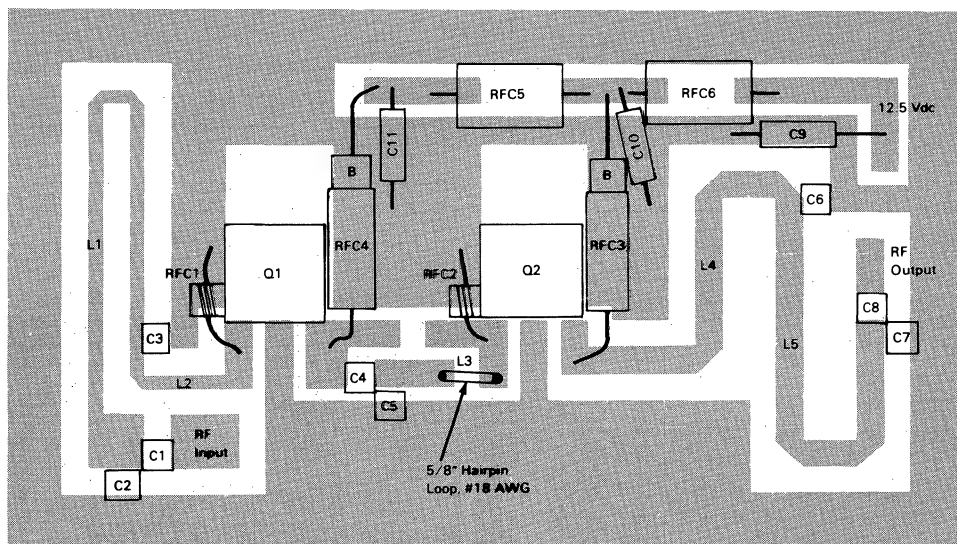 RFC5
RFC6
12.5 Vdc
C11
C10
C9
B
B
C6
L1
RFC1
Q1
RFC4
RFC2
Q2
RFC3
L4
RF
Output
C8
C3
C7
L5
L3
L2
C4
C5
RF
Input
C1
C2
5/8" Hairpin
Loop, #18 AWG